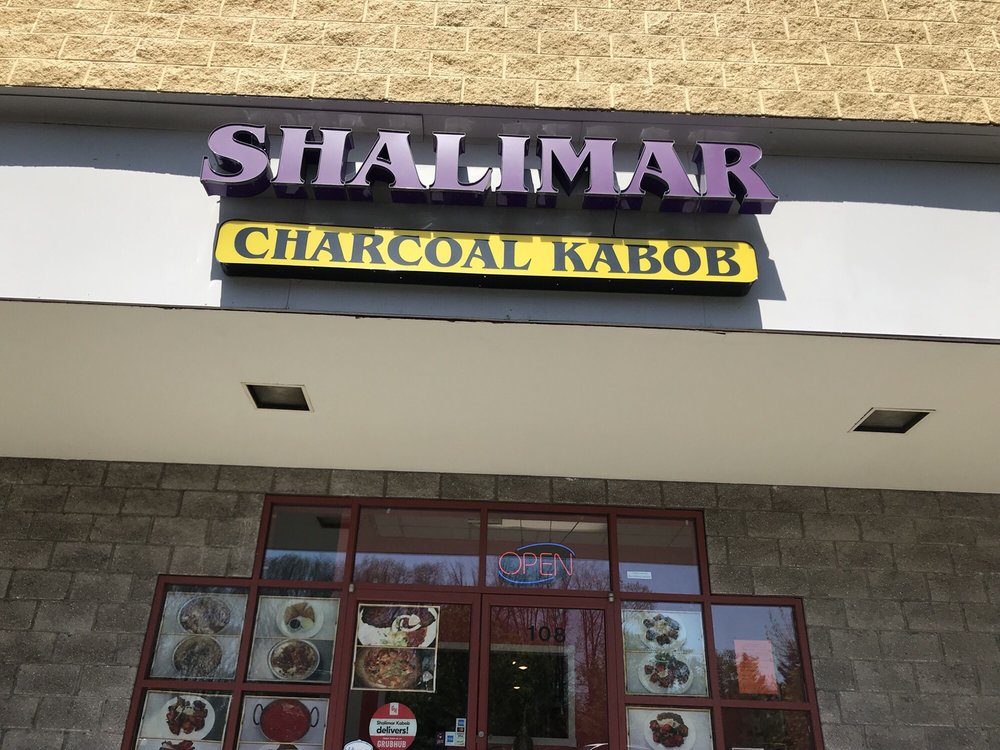 SHALIMAR
CHARCOAL KABOB
OPEN
108
Shalimar Kabob
delivers!
GRUBHUB